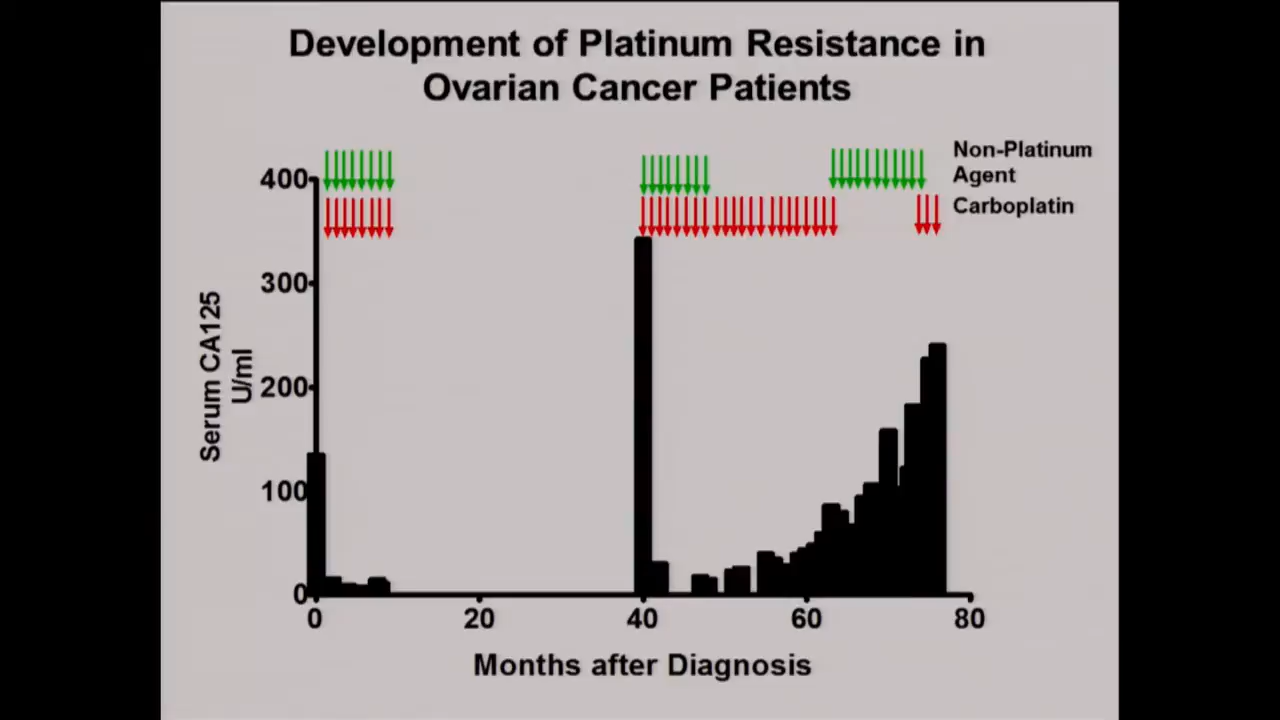 Development of Platinum Resistance in
Ovarian Cancer Patients
Non-Platinum
Agent
Carboplatin
400
300
200
100
0
Serum CA125
U/ml
0 20 40 60 80
Months after Diagnosis